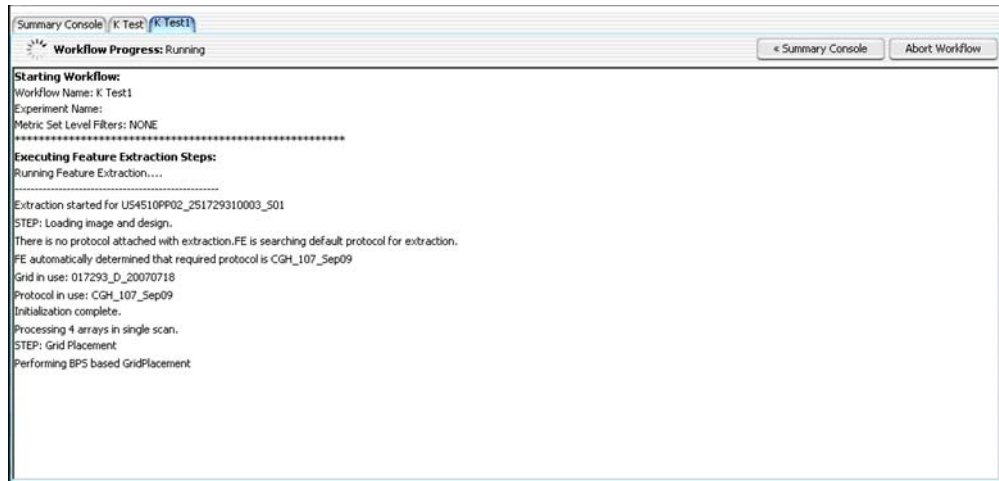 Summary Console K Test K Test1
Workflow Progress: Running « Summary Console Abort Workflow
Starting Workflow:
Workflow Name: K Test1
Experiment Name:
Metric Set Level Filters: NONE
**********************************************************
Executing Feature Extraction Steps:
Running Feature Extraction....
---------------------------------------------------
Extraction started for US4510PP02_251729310003_S01
STEP: Loading image and design.
There is no protocol attached with extraction.FE is searching default protocol for extraction.
FE automatically determined that required protocol is CGH_107_Sep09
Grid in use: 017293_D_20070718
Protocol in use: CGH_107_Sep09
Initialization complete.
Processing 4 arrays in single scan.
STEP: Grid Placement
Performing BPS based GridPlacement